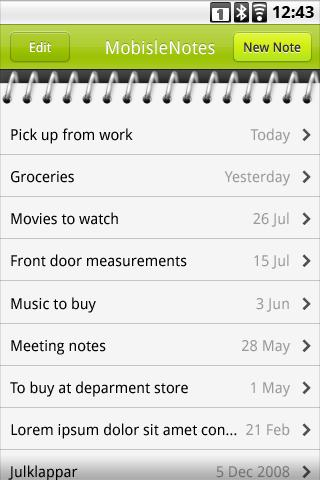 1 12:43
Edit MobisleNotes New Note
Pick up from work Today
Groceries Yesterday
Movies to watch 26 Jul
Front door measurements 15 Jul
Music to buy 3 Jun
Meeting notes 28 May
To buy at deparment store 1 May
Lorem ipsum dolor sit amet con... 21 Feb
Julklappar 5 Dec 2008